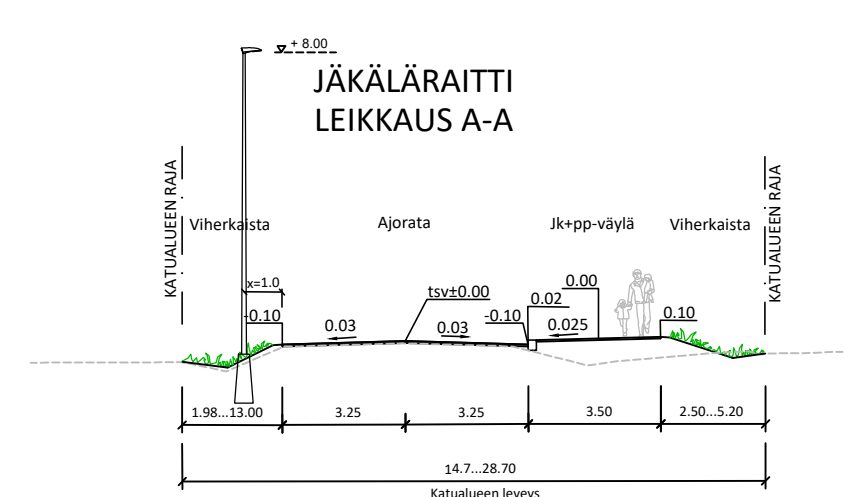 + 8.00
JÄKÄLÄRAITTI
LEIKKAUS A-A
KATUALUEEN RAJA
Viherkaista
Ajorata
Jk+pp-väylä
Viherkaista
KATUALUEEN RAJA
x=1.0
-0.10
0.03
tsv±0.00
0.03
-0.10
0.02
0.00
0.025
0.10
1.98...13.00
3.25
3.25
3.50
2.50...5.20
14.7...28.70
Katualueen leveys